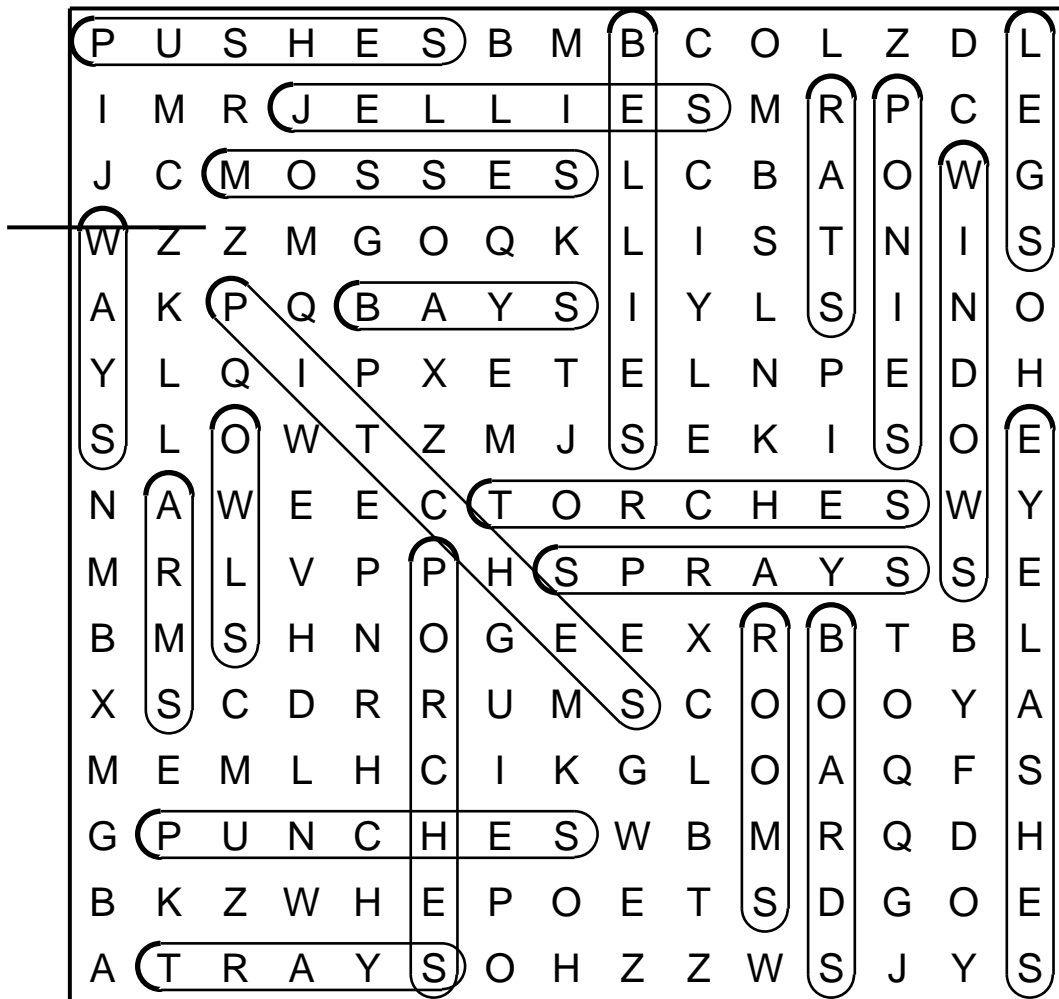 P U S H E S B M B C O L Z D L
I M R J E L L I E S M R P C E
J C M O S S E S L C B A O W G
W Z Z M G O Q K L I S T N I S
A K P Q B A Y S I Y L S I N O
Y L Q I P X E T E L N P E D H
S L O W T Z M J S E K I S O E
N A W E E C T O R C H E S W Y
M R L V P P H S P R A Y S S E
B M S H N O G E E X R B T B L
X S C D R R U M S C O O O Y A
M E M L H C I K G L O A Q F S
G P U N C H E S W B M R Q D H
B K Z W H E P O E T S D G O E
A T R A Y S O H Z Z W S J Y S